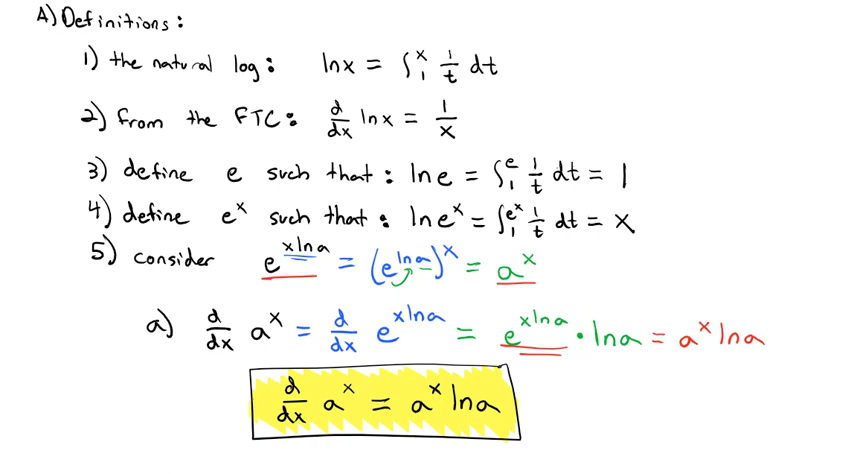 A) Definitions:
1) the natural log: ln x = ∫₁ˣ 1/t dt
2) from the FTC: d/dx ln x = 1/x
3) define e such that: ln e = ∫₁ᵉ 1/t dt = 1
4) define eˣ such that: ln eˣ = ∫₁^(eˣ) 1/t dt = x
5) consider e^(x ln a) = (e^(ln a))ˣ = aˣ
a) d/dx aˣ = d/dx e^(x ln a) = e^(x ln a) · ln a = aˣ ln a
d/dx aˣ = aˣ ln a